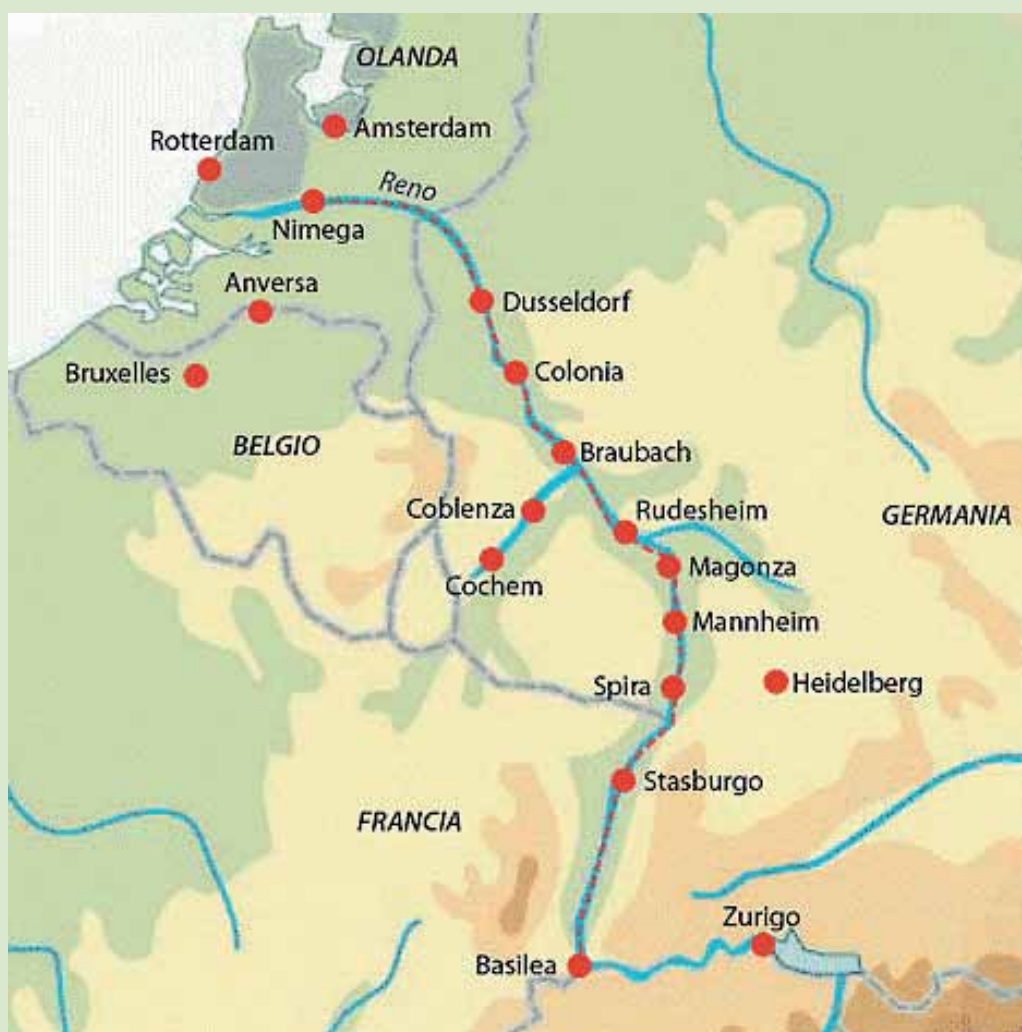 OLANDA
Amsterdam
Rotterdam
Reno
Nimega
Anversa
Dusseldorf
Bruxelles
Colonia
BELGIO
Braubach
Coblenza
Rudesheim
GERMANIA
Cochem
Magonza
Mannheim
Spira
Heidelberg
Stasburgo
FRANCIA
Zurigo
Basilea